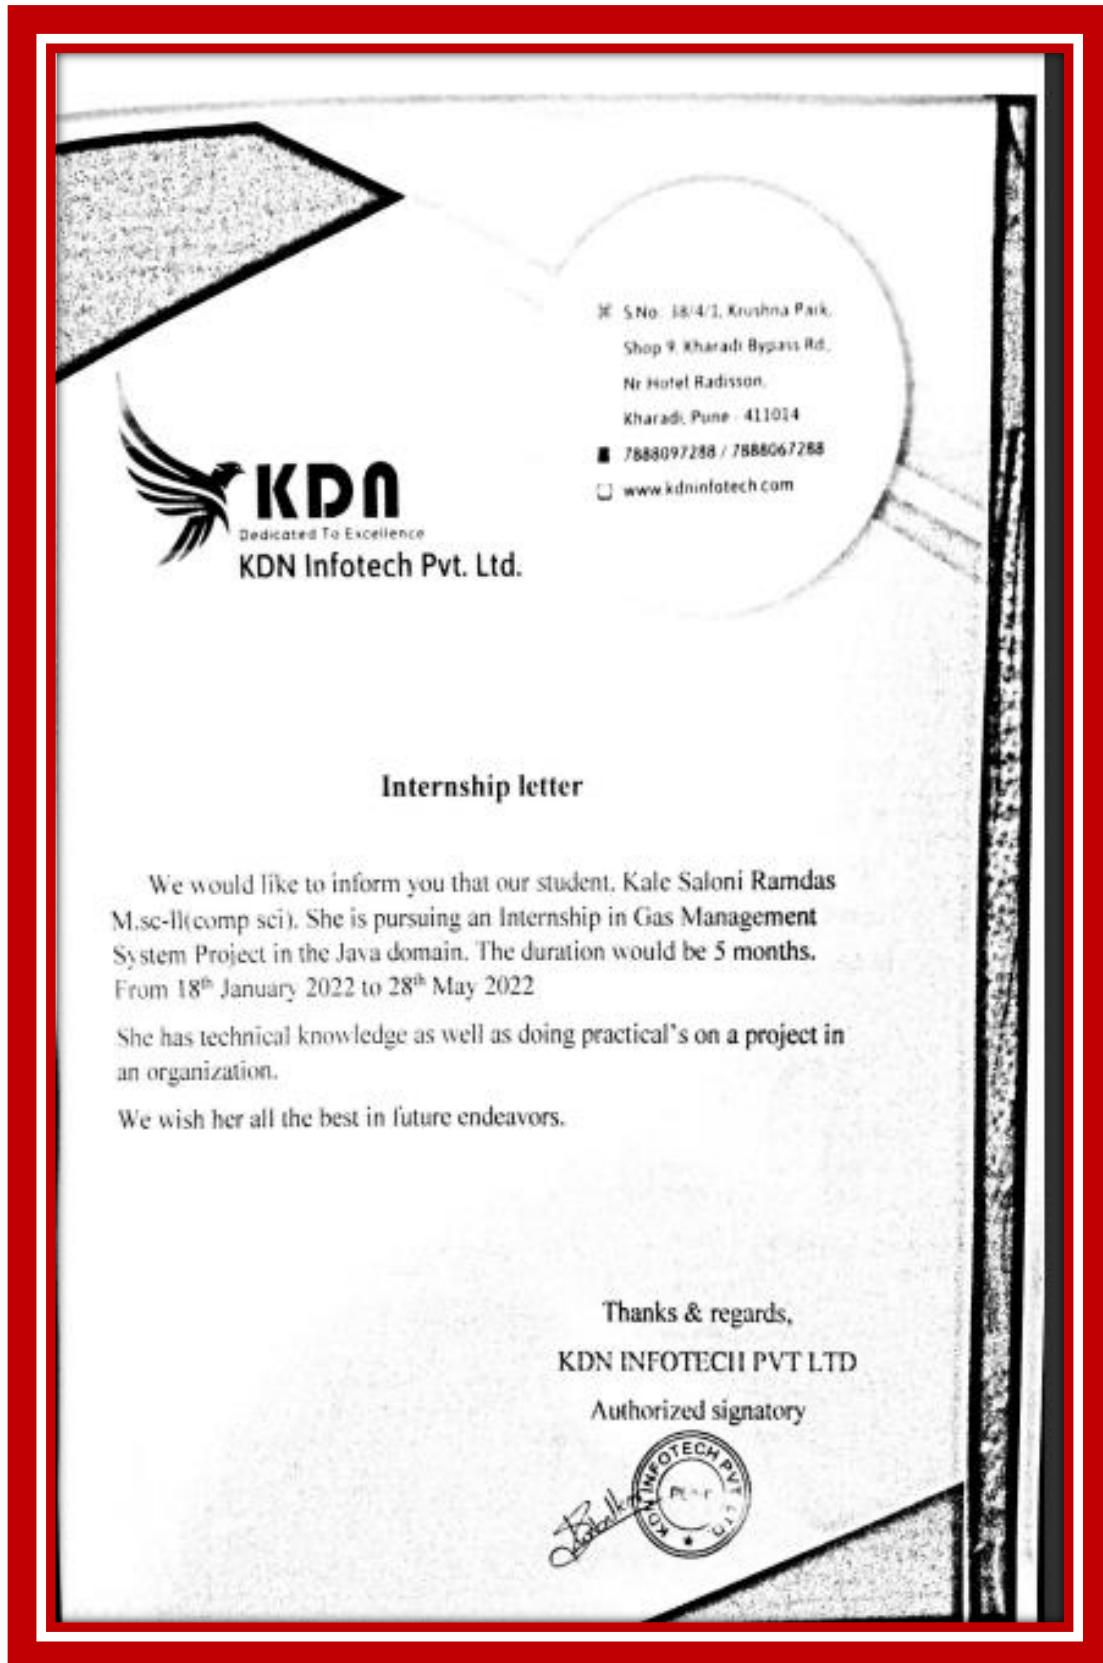 S.No. 38/4/1, Krushna Park,
Shop 9, Kharadi Bypass Rd,
Nr Hotel Radisson,
Kharadi, Pune - 411014
7888097288 / 7888067288
www.kdninfotech.com
KDN
Dedicated To Excellence
KDN Infotech Pvt. Ltd.
Internship letter
We would like to inform you that our student, Kale Saloni Ramdas
M.sc-II(comp sci). She is pursuing an Internship in Gas Management
System Project in the Java domain. The duration would be 5 months.
From 18th January 2022 to 28th May 2022
She has technical knowledge as well as doing practical's on a project in
an organization.
We wish her all the best in future endeavors.
Thanks & regards,
KDN INFOTECH PVT LTD
Authorized signatory
KDN INFOTECH PVT LTD